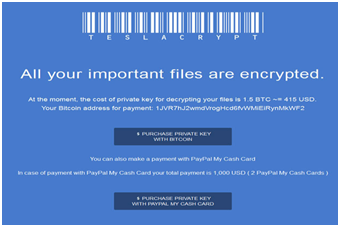 TESLACRYPT
All your important files are encrypted.
At the moment, the cost of private key for decrypting your files is 1.5 BTC ~= 415 USD.
Your Bitcoin address for payment:
PURCHASE PRIVATE KEY
WITH BITCOIN
You can also make a payment with PayPal My Cash Card
In case of payment with PayPal My Cash Card your total payment is 1,000 USD ( 2 PayPal My Cash Cards )
PURCHASE PRIVATE KEY
WITH PAYPAL MY CASH CARD